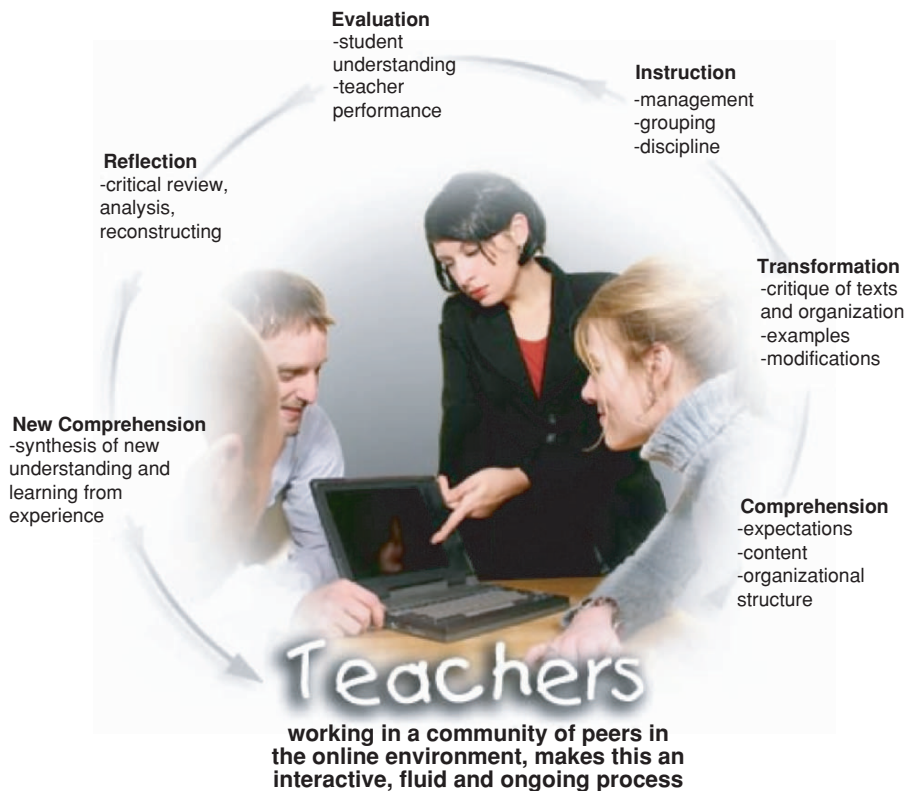 Evaluation
-student
understanding
-teacher
performance
Instruction
-management
-grouping
-discipline
Reflection
-critical review,
analysis,
reconstructing
Transformation
-critique of texts
and organization
-examples
-modifications
New Comprehension
-synthesis of new
understanding and
learning from
experience
Comprehension
-expectations
-content
-organizational
structure
Teachers
working in a community of peers in
the online environment, makes this an
interactive, fluid and ongoing process